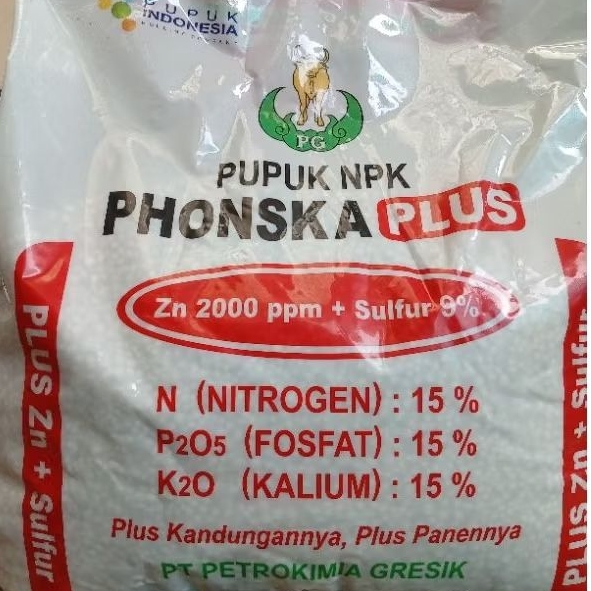 PUPUK
INDONESIA
PG
PUPUK NPK
PHONSKA PLUS
Zn 2000 ppm + Sulfur 9%
N (NITROGEN) : 15 %
P2O5 (FOSFAT) : 15 %
K2O (KALIUM) : 15 %
Plus Kandungannya, Plus Panennya
PT PETROKIMIA GRESIK
PLUS Zn + Sulfur
PLUS Zn + Sulfur